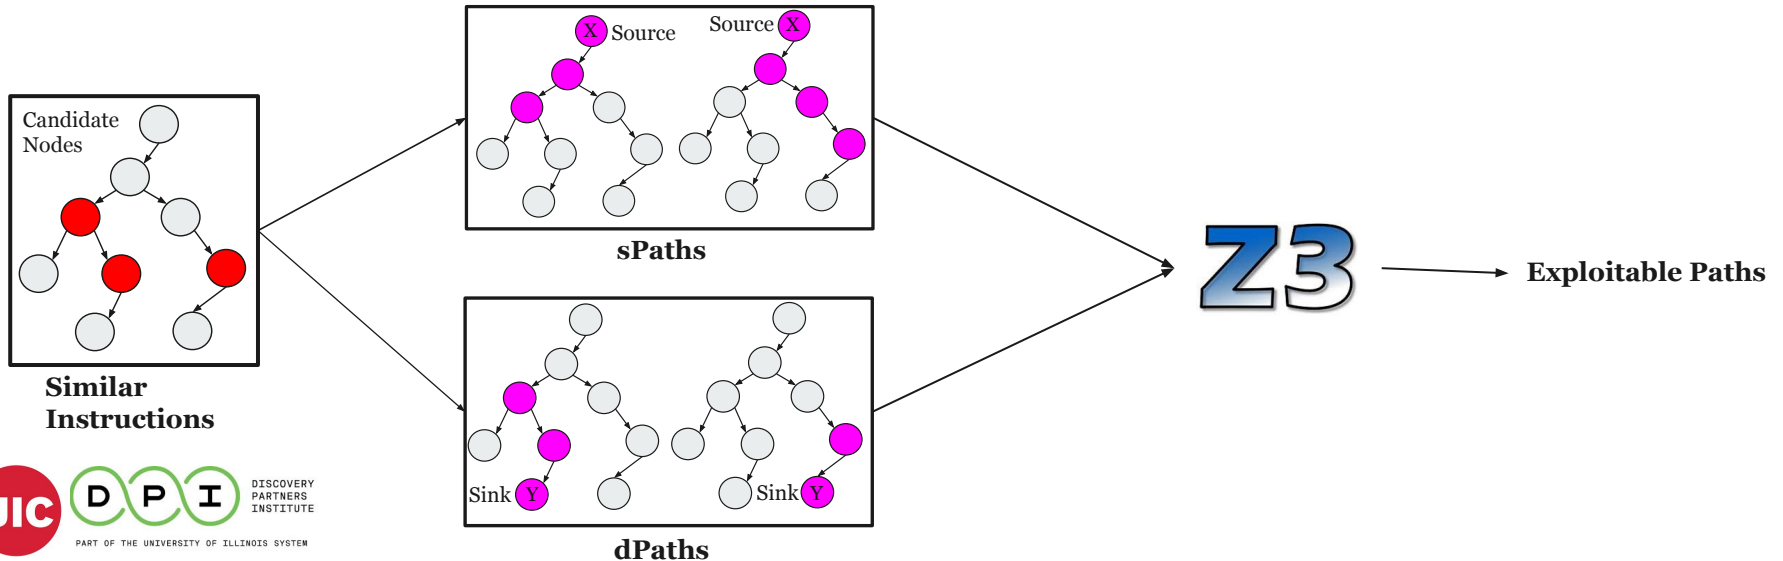 Candidate
Nodes
Similar
Instructions
X Source
Source X
sPaths
Sink Y
Sink Y
dPaths
Z3
Exploitable Paths
UIC
DPI
DISCOVERY
PARTNERS
INSTITUTE
PART OF THE UNIVERSITY OF ILLINOIS SYSTEM